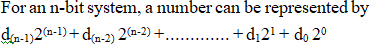 For an n-bit system, a number can be represented by
d₍ₙ₋₁₎2⁽ⁿ⁻¹⁾ + d₍ₙ₋₂₎ 2⁽ⁿ⁻²⁾ +............. + d₁2¹ + d₀ 2⁰